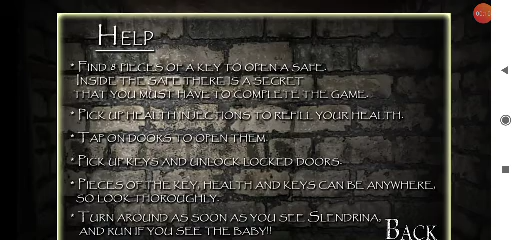 Help
* Find 8 pieces of a key to open a safe.
Inside the safe there is a secret
that you must have to complete the game.
* Pick up health injections to refill your health.
* Tap on doors to open them.
* Pick up keys and unlock locked doors.
* Pieces of the key, health and keys can be anywhere,
so look thoroughly.
* Turn around as soon as you see Slendrina,
and run if you see the baby!!
Back